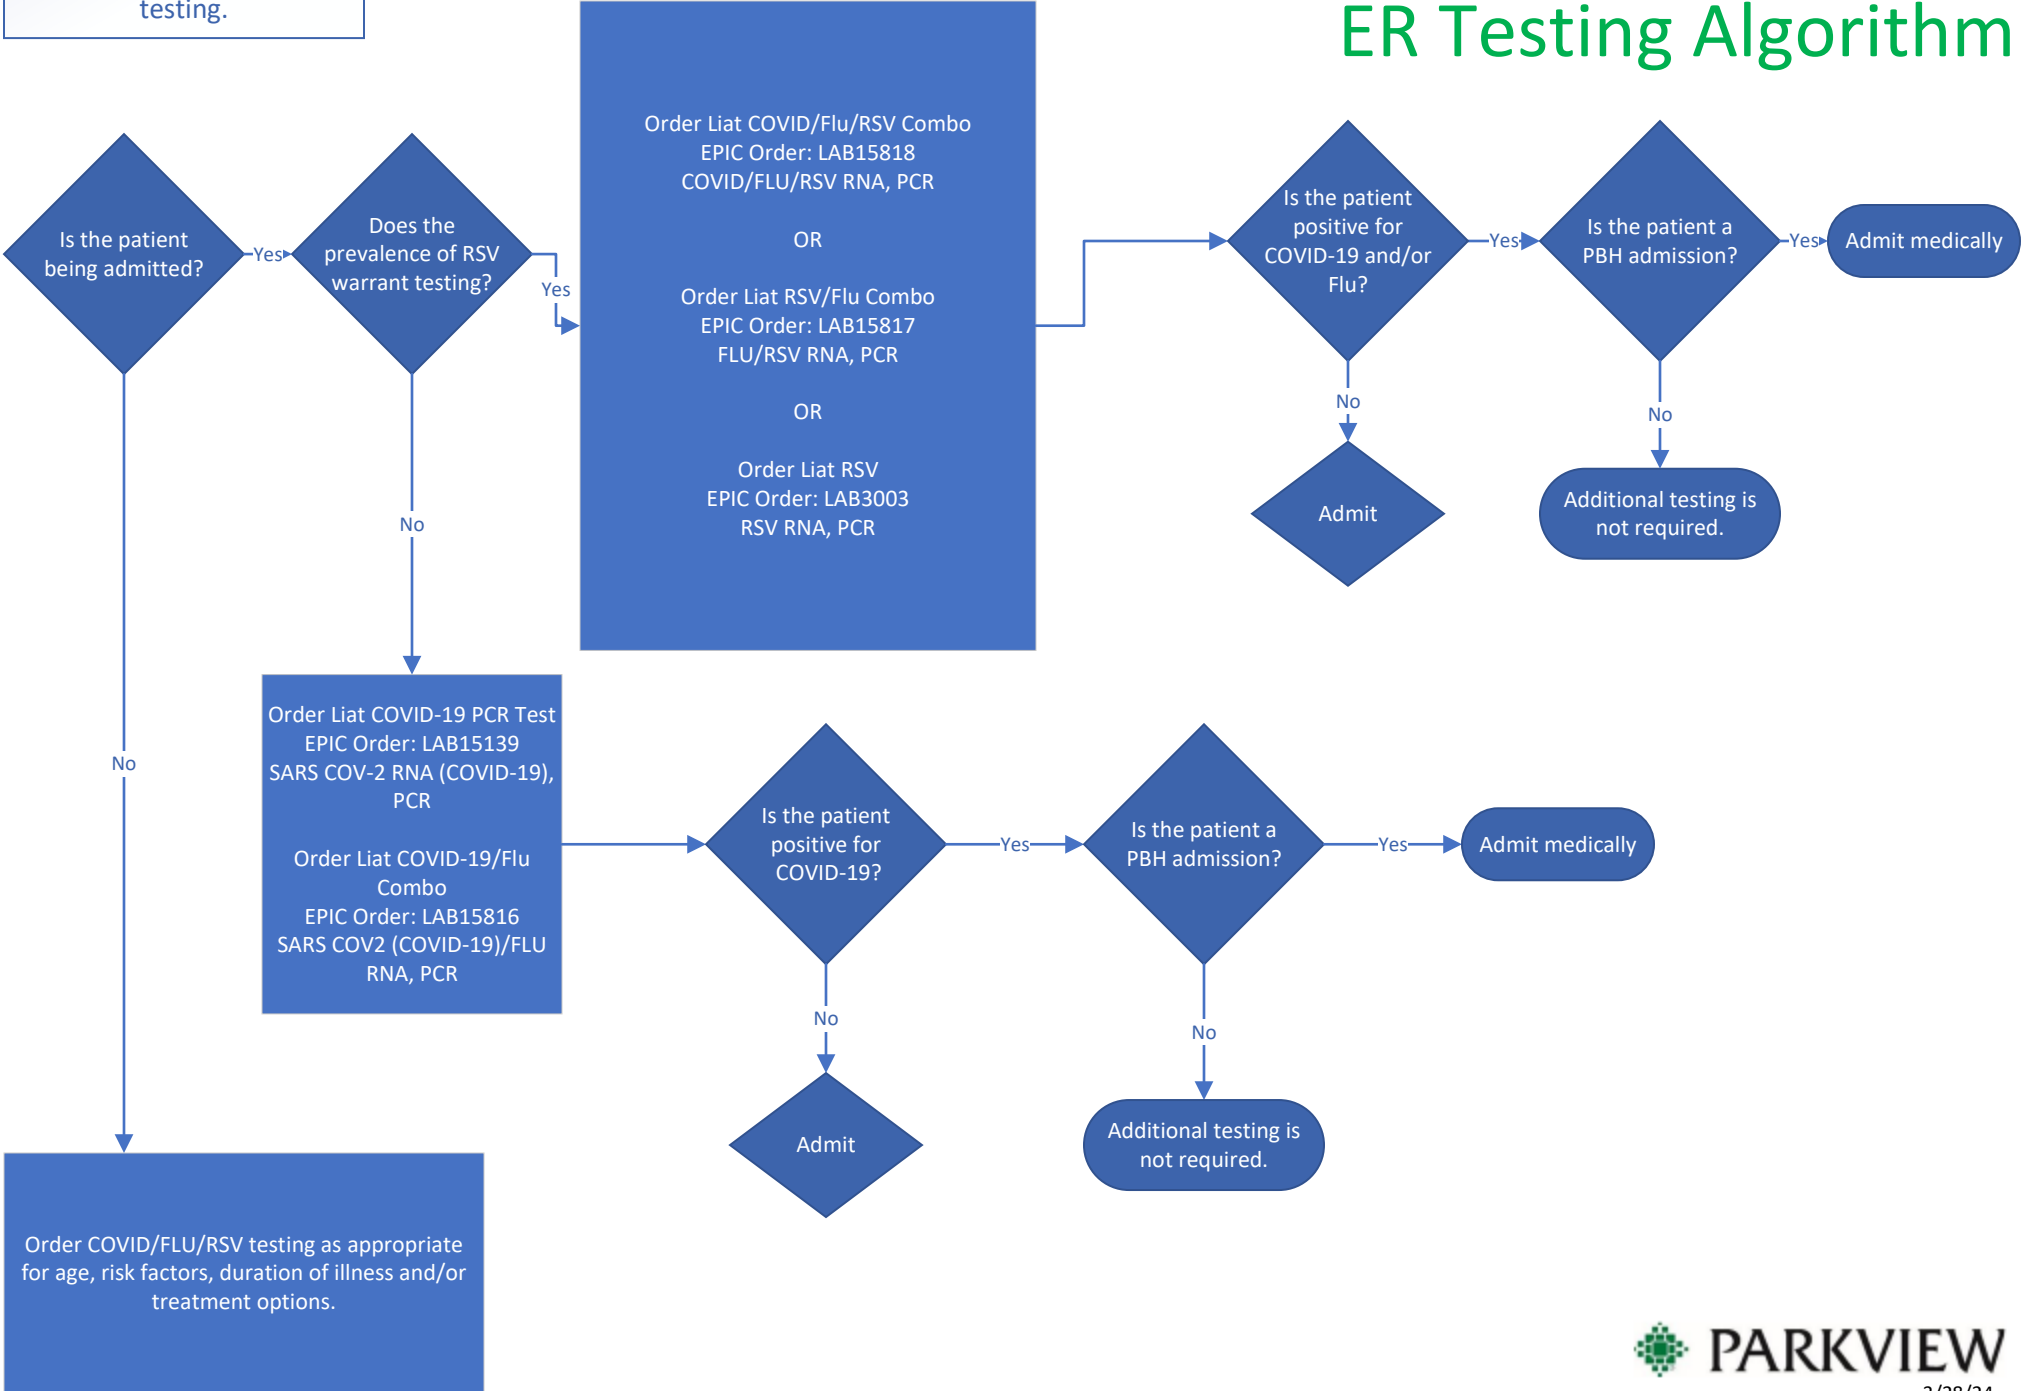 testing.
ER Testing Algorithm
Is the patient
being admitted?
Yes
Does the
prevalence of RSV
warrant testing?
Yes
Order Liat COVID/Flu/RSV Combo
EPIC Order: LAB15818
COVID/FLU/RSV RNA, PCR
OR
Order Liat RSV/Flu Combo
EPIC Order: LAB15817
FLU/RSV RNA, PCR
OR
Order Liat RSV
EPIC Order: LAB3003
RSV RNA, PCR
Is the patient
positive for
COVID-19 and/or
Flu?
Yes
Is the patient a
PBH admission?
Yes
Admit medically
No
Admit
No
Additional testing is
not required.
No
Order Liat COVID-19 PCR Test
EPIC Order: LAB15139
SARS COV-2 RNA (COVID-19),
PCR
Order Liat COVID-19/Flu
Combo
EPIC Order: LAB15816
SARS COV2 (COVID-19)/FLU
RNA, PCR
Is the patient
positive for
COVID-19?
Yes
Is the patient a
PBH admission?
Yes
Admit medically
No
Admit
No
Additional testing is
not required.
No
Order COVID/FLU/RSV testing as appropriate
for age, risk factors, duration of illness and/or
treatment options.
PARKVIEW